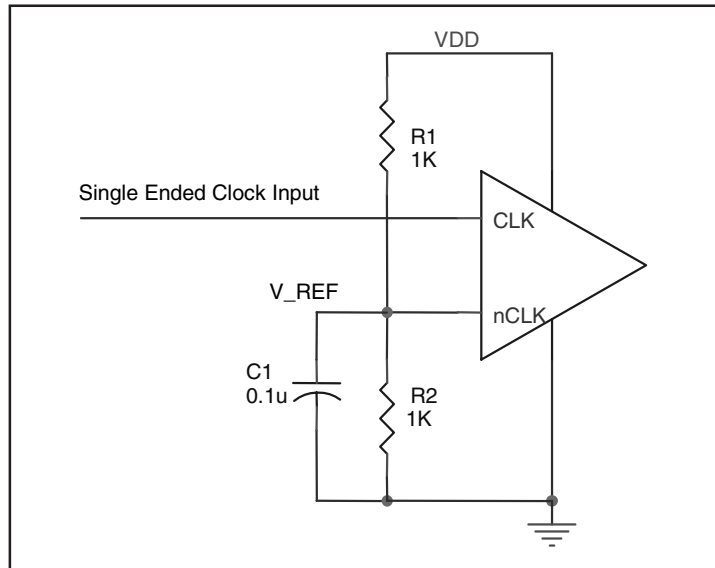 VDD
R1
1K
Single Ended Clock Input
CLK
V_REF
nCLK
C1
0.1u
R2
1K